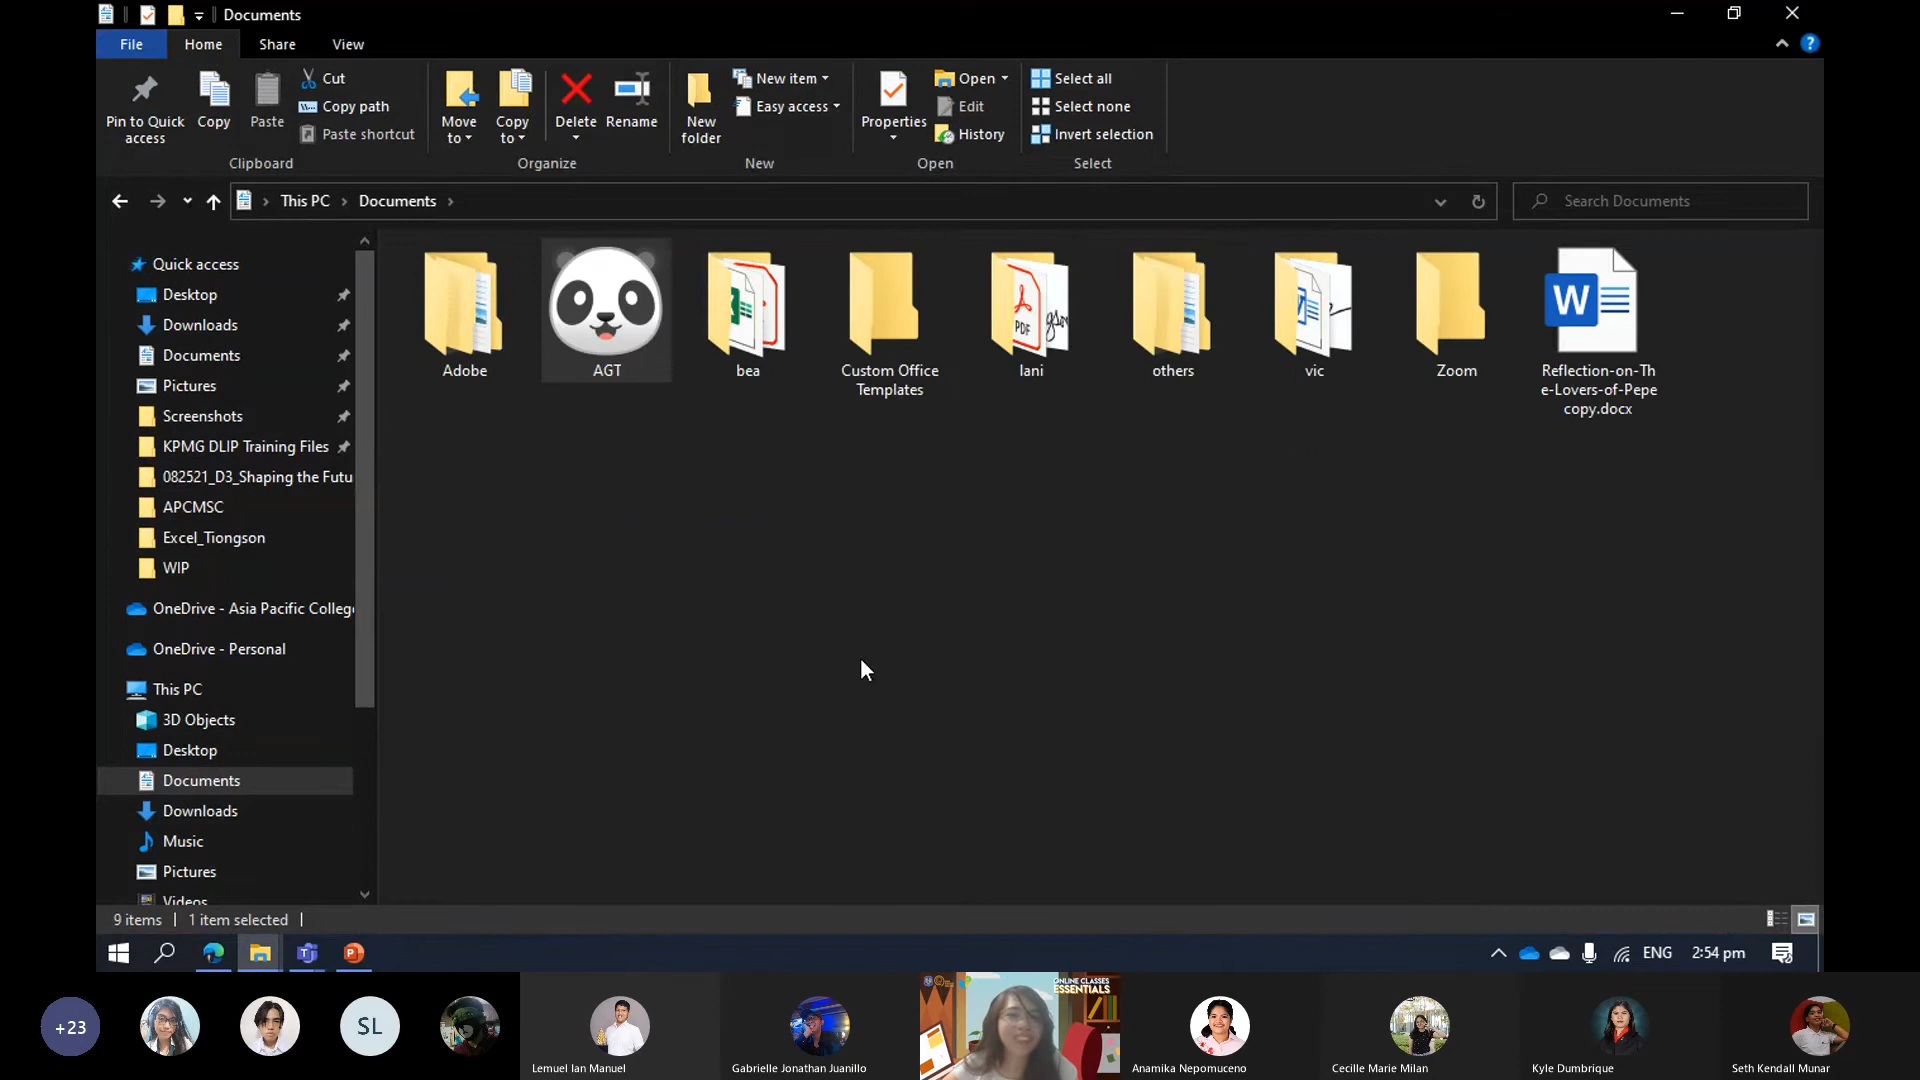 Documents
File
Home
Share
View
Pin to Quick
access
Copy
Paste
Cut
Copy path
Paste shortcut
Clipboard
Move
to
Copy
to
Delete
Rename
Organize
New
folder
New item
Easy access
New
Properties
Open
Edit
History
Open
Select all
Select none
Invert selection
Select
This PC
Documents
Search Documents
Quick access
Desktop
Downloads
Documents
Pictures
Screenshots
KPMG DLIP Training Files
082521_D3_Shaping the Futu
APCMSC
Excel_Tiongson
WIP
OneDrive - Asia Pacific College
OneDrive - Personal
This PC
3D Objects
Desktop
Documents
Downloads
Music
Pictures
Videos
Adobe
AGT
bea
Custom Office
Templates
PDF
lani
others
vic
Zoom
W
Reflection-on-Th
e-Lovers-of-Pepe
copy.docx
9 items
1 item selected
ENG
2:54 pm
+23
SL
Lemuel Ian Manuel
Gabrielle Jonathan Juanillo
ONLINE CLASSES
ESSENTIALS
Anamika Nepomuceno
Cecille Marie Milan
Kyle Dumbrique
Seth Kendall Munar